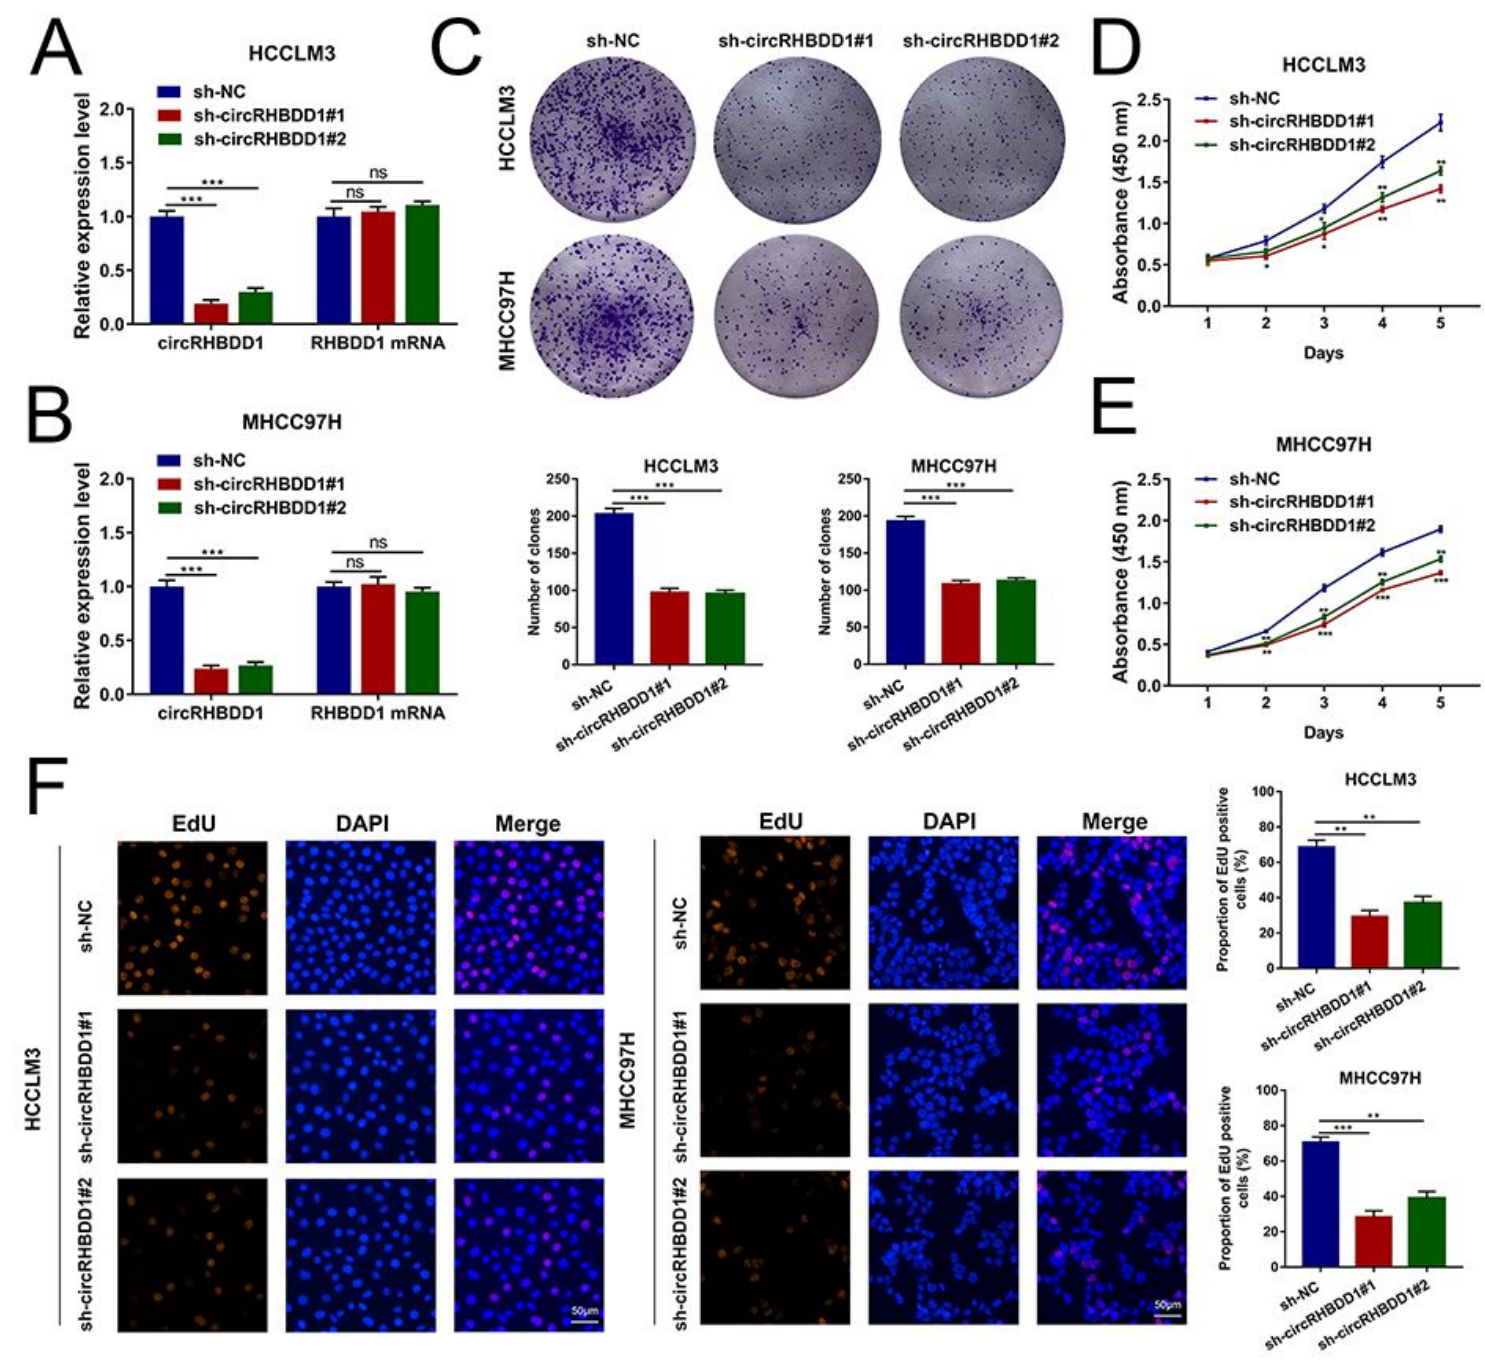 A
HCCLM3
sh-NC
sh-circRHBDD1#1
sh-circRHBDD1#2
Relative expression level
2.0
1.5
1.0
0.5
0.0
***
***
ns
ns
circRHBDD1
RHBDD1 mRNA
B
MHCC97H
sh-NC
sh-circRHBDD1#1
sh-circRHBDD1#2
Relative expression level
2.0
1.5
1.0
0.5
0.0
***
***
ns
ns
circRHBDD1
RHBDD1 mRNA
C
sh-NC
sh-circRHBDD1#1
sh-circRHBDD1#2
HCCLM3
MHCC97H
HCCLM3
Number of clones
250
200
150
100
50
0
***
***
sh-NC
sh-circRHBDD1#1
sh-circRHBDD1#2
MHCC97H
Number of clones
250
200
150
100
50
0
***
***
sh-NC
sh-circRHBDD1#1
sh-circRHBDD1#2
D
HCCLM3
sh-NC
sh-circRHBDD1#1
sh-circRHBDD1#2
Absorbance (450 nm)
2.5
2.0
1.5
1.0
0.5
0.0
*
*
*
**
**
**
**
1 2 3 4 5
Days
E
MHCC97H
sh-NC
sh-circRHBDD1#1
sh-circRHBDD1#2
Absorbance (450 nm)
2.5
2.0
1.5
1.0
0.5
0.0
**
**
**
***
**
***
**
***
1 2 3 4 5
Days
F
EdU DAPI Merge
HCCLM3
sh-NC
sh-circRHBDD1#1
sh-circRHBDD1#2
50μm
EdU DAPI Merge
MHCC97H
sh-NC
sh-circRHBDD1#1
sh-circRHBDD1#2
50μm
HCCLM3
Proportion of EdU positive
cells (%)
100
80
60
40
20
0
**
**
sh-NC
sh-circRHBDD1#1
sh-circRHBDD1#2
MHCC97H
Proportion of EdU positive
cells (%)
100
80
60
40
20
0
**
***
sh-NC
sh-circRHBDD1#1
sh-circRHBDD1#2